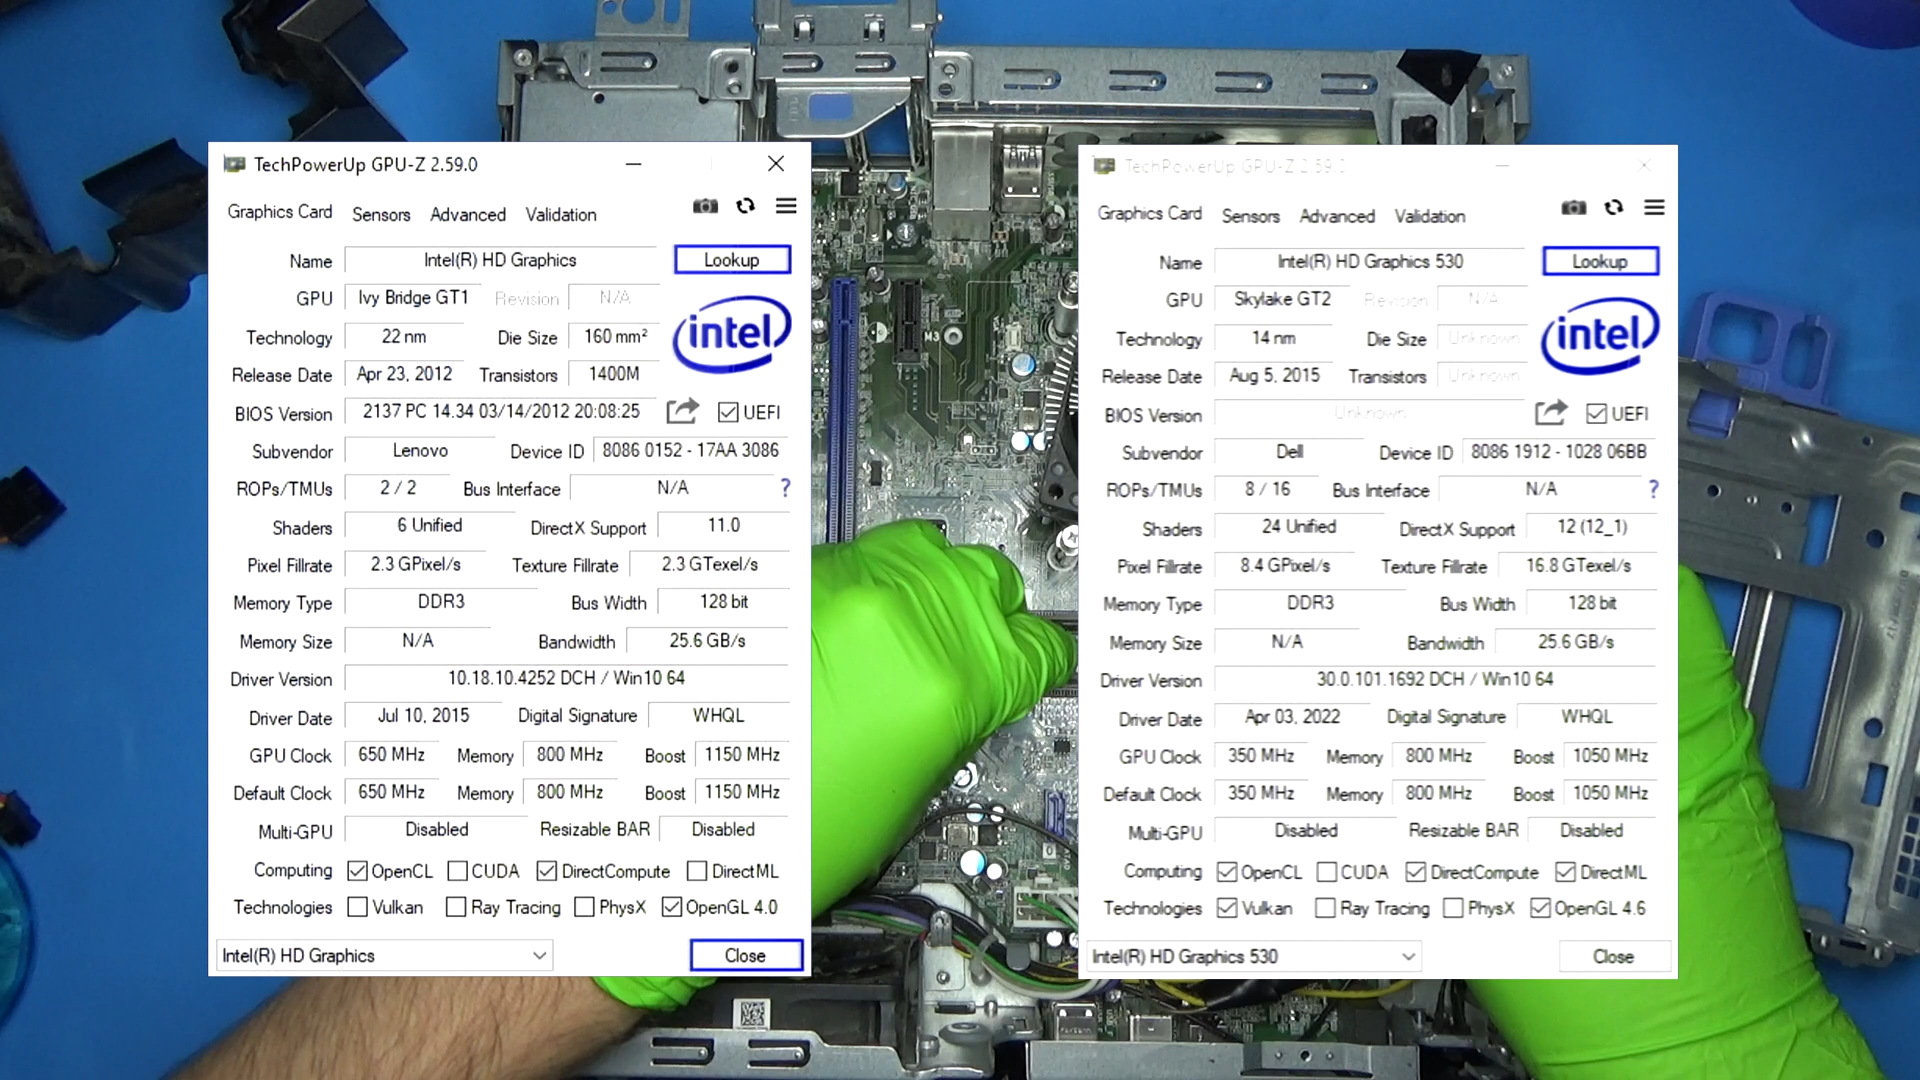 TechPowerUp GPU-Z 2.59.0
Graphics Card Sensors Advanced Validation
Name Intel(R) HD Graphics Lookup
GPU Ivy Bridge GT1 Revision N/A
intel
Technology 22 nm Die Size 160 mm²
Release Date Apr 23, 2012 Transistors 1400M
BIOS Version 2137 PC 14.34 03/14/2012 20:08:25 UEFI
Subvendor Lenovo Device ID 8086 0152 - 17AA 3086
ROPs/TMUs 2 / 2 Bus Interface N/A ?
Shaders 6 Unified DirectX Support 11.0
Pixel Fillrate 2.3 GPixel/s Texture Fillrate 2.3 GTexel/s
Memory Type DDR3 Bus Width 128 bit
Memory Size N/A Bandwidth 25.6 GB/s
Driver Version 10.18.10.4252 DCH / Win10 64
Driver Date Jul 10, 2015 Digital Signature WHQL
GPU Clock 650 MHz Memory 800 MHz Boost 1150 MHz
Default Clock 650 MHz Memory 800 MHz Boost 1150 MHz
Multi-GPU Disabled Resizable BAR Disabled
Computing OpenCL CUDA DirectCompute DirectML
Technologies Vulkan Ray Tracing PhysX OpenGL 4.0
Intel(R) HD Graphics Close
M3
TechPowerUp GPU-Z 2.59.0
Graphics Card Sensors Advanced Validation
Name Intel(R) HD Graphics 530 Lookup
GPU Skylake GT2 Revision N/A
intel
Technology 14 nm Die Size Unknown
Release Date Aug 5, 2015 Transistors Unknown
BIOS Version Unknown UEFI
Subvendor Dell Device ID 8086 1912 - 1028 06BB
ROPs/TMUs 8 / 16 Bus Interface N/A ?
Shaders 24 Unified DirectX Support 12 (12_1)
Pixel Fillrate 8.4 GPixel/s Texture Fillrate 16.8 GTexel/s
Memory Type DDR3 Bus Width 128 bit
Memory Size N/A Bandwidth 25.6 GB/s
Driver Version 30.0.101.1692 DCH / Win10 64
Driver Date Apr 03, 2022 Digital Signature WHQL
GPU Clock 350 MHz Memory 800 MHz Boost 1050 MHz
Default Clock 350 MHz Memory 800 MHz Boost 1050 MHz
Multi-GPU Disabled Resizable BAR Disabled
Computing OpenCL CUDA DirectCompute DirectML
Technologies Vulkan Ray Tracing PhysX OpenGL 4.6
Intel(R) HD Graphics 530 Close